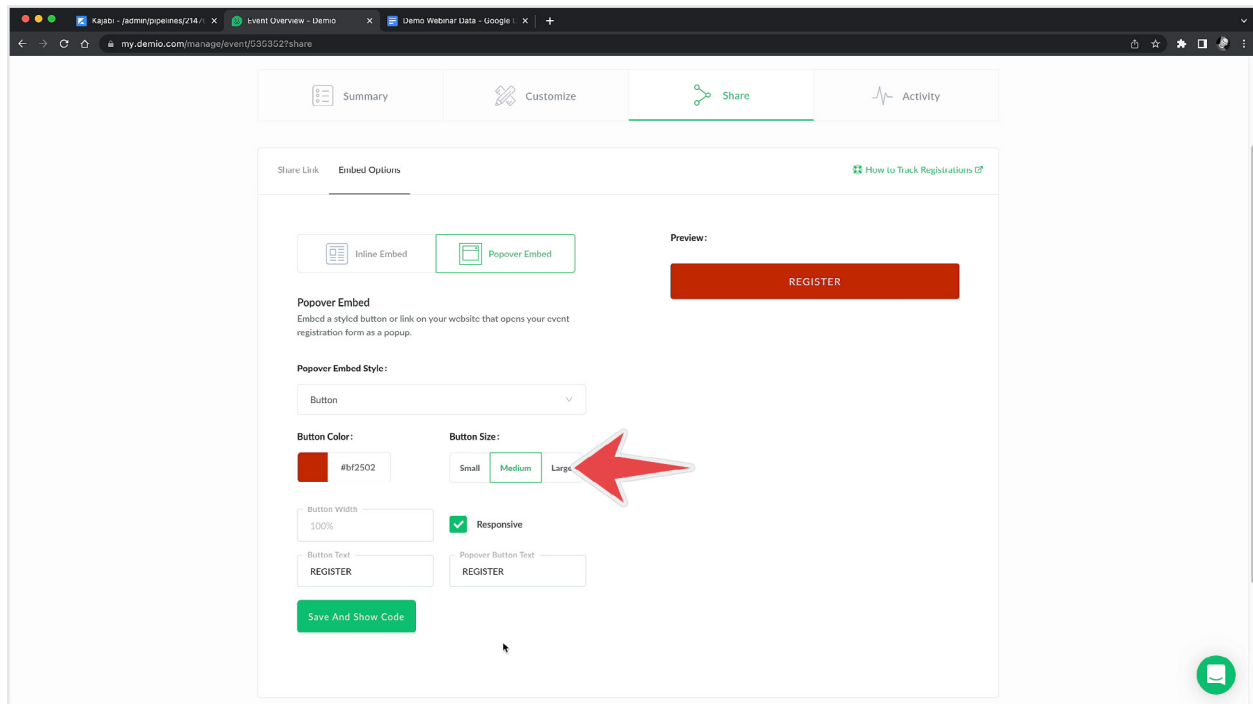 Kajabi - /admin/pipelines/2147
Event Overview - Demio
Demo Webinar Data - Google
my.demio.com/manage/event/535352?share
Summary
Customize
Share
Activity
Share Link
Embed Options
How to Track Registrations
Inline Embed
Popover Embed
Preview:
REGISTER
Popover Embed
Embed a styled button or link on your website that opens your event
registration form as a popup.
Popover Embed Style:
Button
Button Color:
Button Size:
#bf2502
Small
Medium
Large
Button Width
100%
Responsive
Button Text
REGISTER
Popover Button Text
REGISTER
Save And Show Code